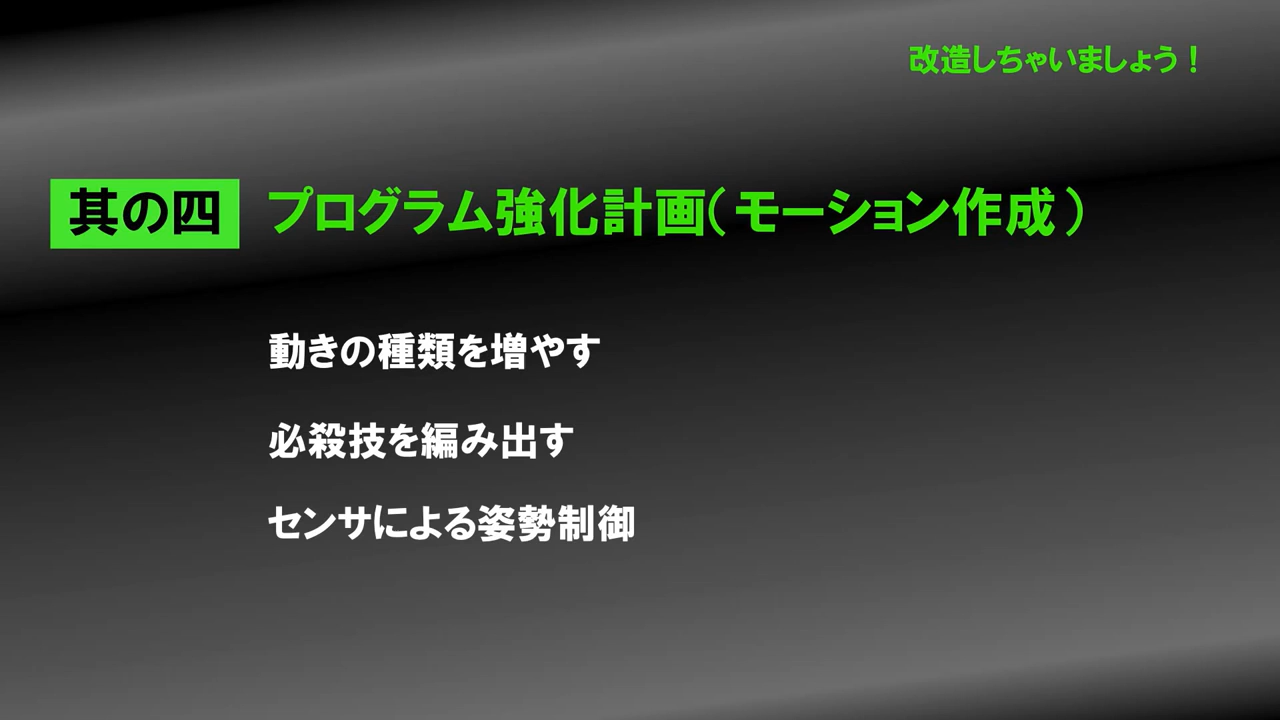 改造しちゃいましょう！
其の四 プログラム強化計画（モーション作成）
動きの種類を増やす
必殺技を編み出す
センサによる姿勢制御